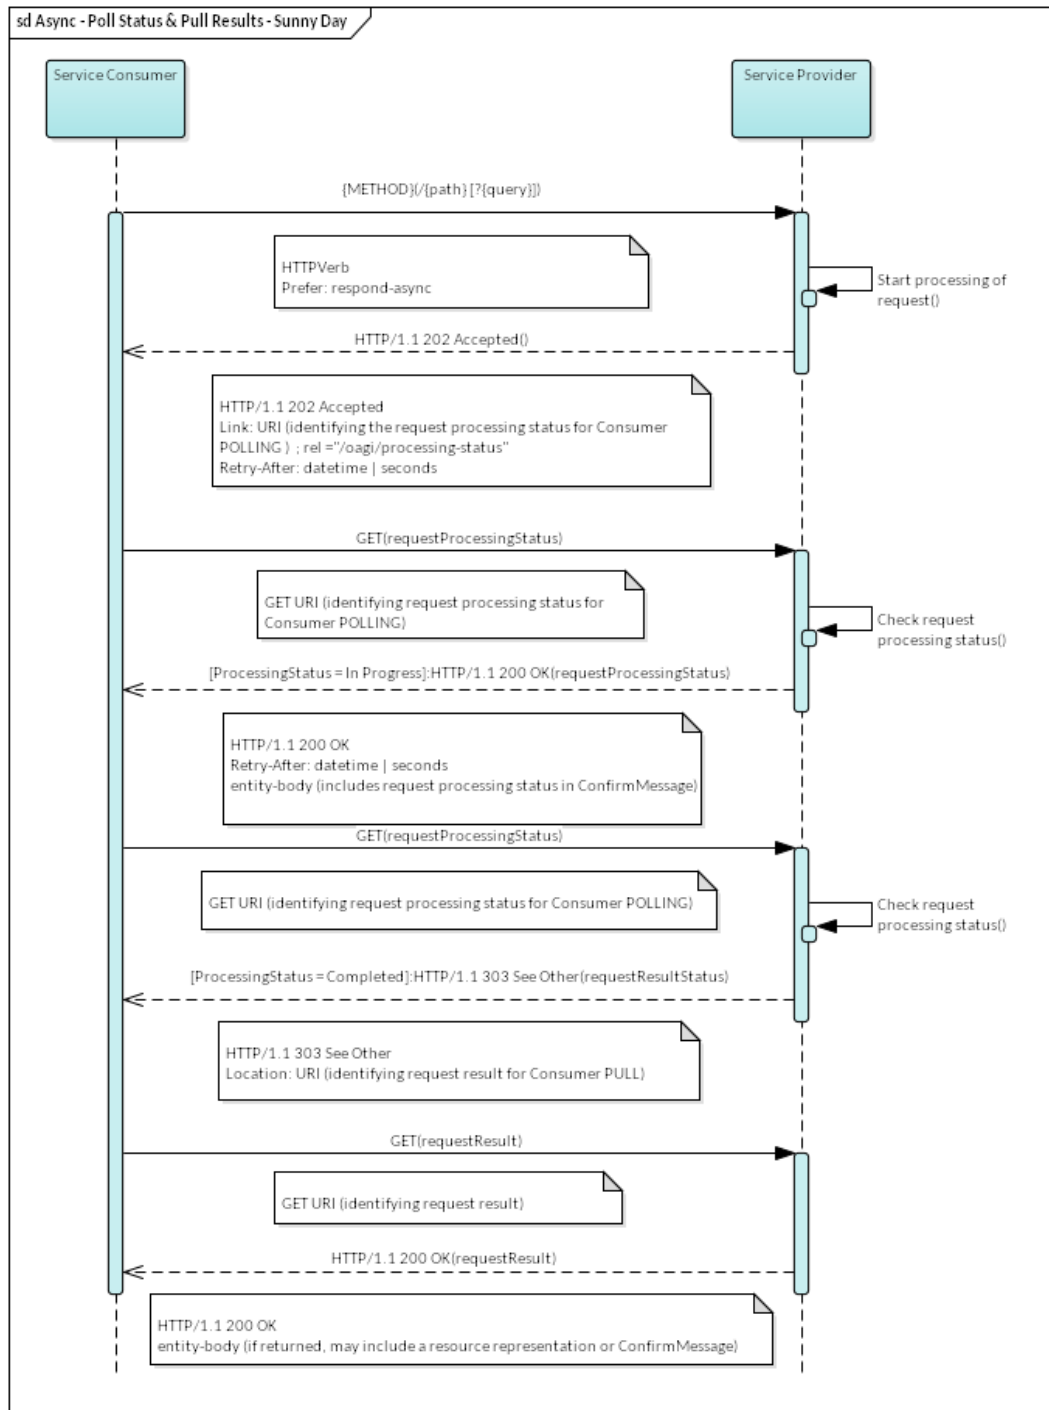 sd Async - Poll Status & Pull Results - Sunny Day
Service Consumer
Service Provider
{METHOD}(/{path} [?{query}])
HTTPVerb
Prefer: respond-async
Start processing of
request()
HTTP/1.1 202 Accepted()
HTTP/1.1 202 Accepted
Link: URI (identifying the request processing status for Consumer
POLLING ) ; rel ="/oagi/processing-status"
Retry-After: datetime | seconds
GET(requestProcessingStatus)
GET URI (identifying request processing status for
Consumer POLLING)
Check request
processing status()
[ProcessingStatus = In Progress]:HTTP/1.1 200 OK(requestProcessingStatus)
HTTP/1.1 200 OK
Retry-After: datetime | seconds
entity-body (includes request processing status in ConfirmMessage)
GET(requestProcessingStatus)
GET URI (identifying request processing status for Consumer POLLING)
Check request
processing status()
[ProcessingStatus = Completed]:HTTP/1.1 303 See Other(requestResultStatus)
HTTP/1.1 303 See Other
Location: URI (identifying request result for Consumer PULL)
GET(requestResult)
GET URI (identifying request result)
HTTP/1.1 200 OK(requestResult)
HTTP/1.1 200 OK
entity-body (if returned, may include a resource representation or ConfirmMessage)